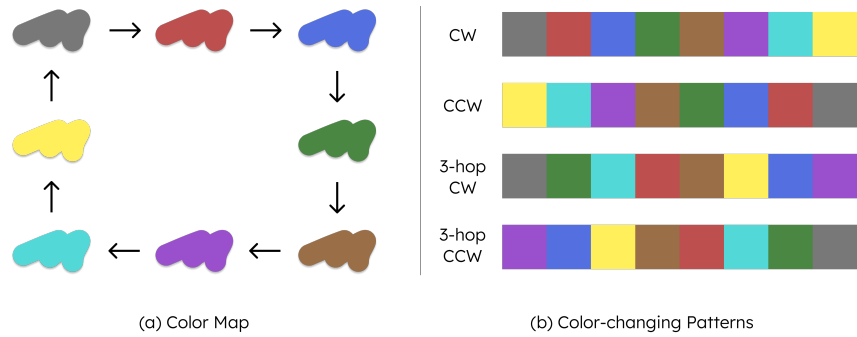 CW
CCW
3-hop
CW
3-hop
CCW
(a) Color Map
(b) Color-changing Patterns